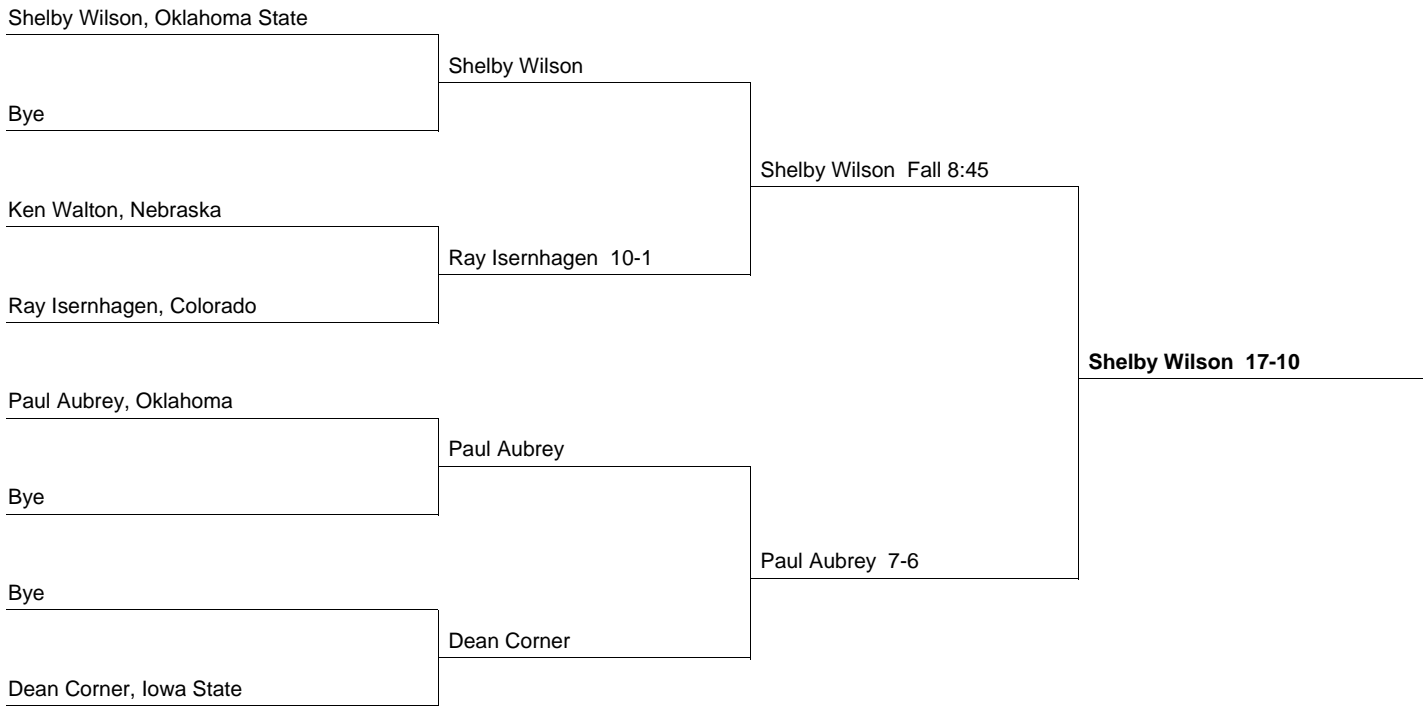 Shelby Wilson, Oklahoma State
Shelby Wilson
Bye
Shelby Wilson  Fall 8:45
Ken Walton, Nebraska
Ray Isernhagen  10-1
Ray Isernhagen, Colorado
Shelby Wilson  17-10
Paul Aubrey, Oklahoma
Paul Aubrey
Bye
Paul Aubrey  7-6
Bye
Dean Corner
Dean Corner, Iowa State